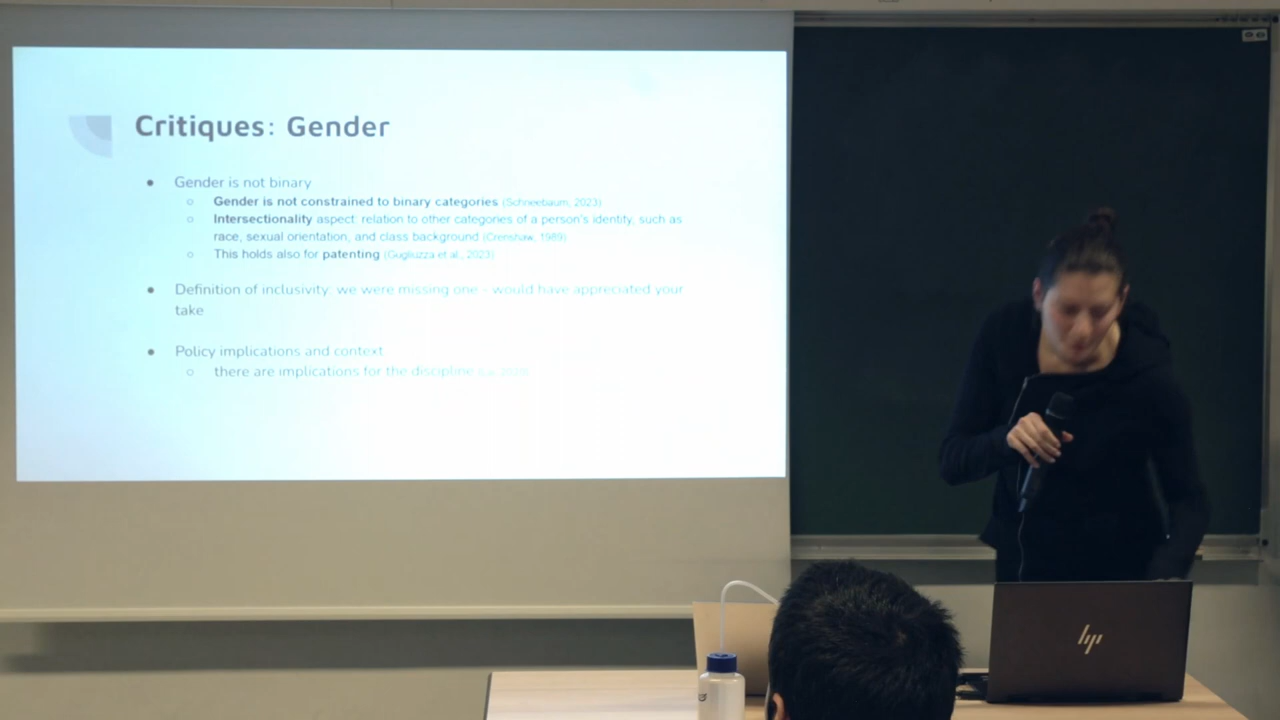 Critiques: Gender
● Gender is not binary
○ Gender is not constrained to binary categories (Schneebaum, 2023)
○ Intersectionality aspect: relation to other categories of a person's identity, such as
race, sexual orientation, and class background (Crenshaw, 1989)
○ This holds also for patenting (Gugliuzza et al., 2023)
● Definition of inclusivity: we were missing one - would have appreciated your
take
● Policy implications and context
○ there are implications for the discipline
hp